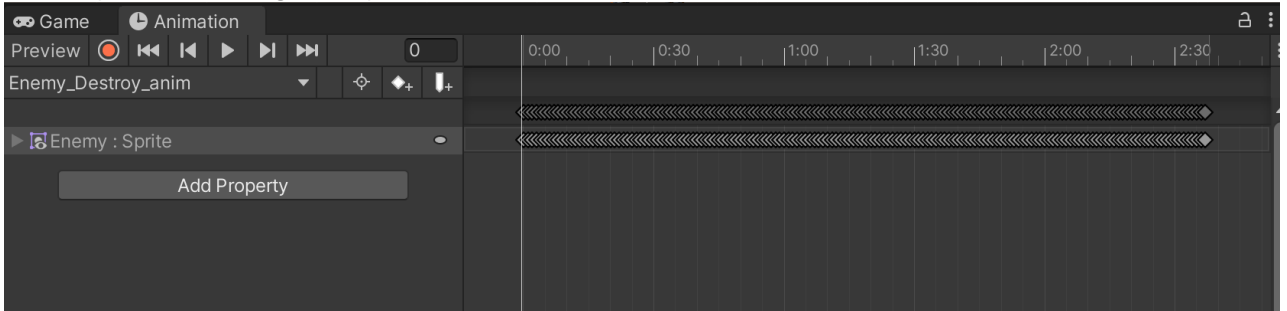 Game Animation
Preview 0 0:00 0:30 1:00 1:30 2:00 2:30
Enemy_Destroy_anim
Enemy : Sprite
Add Property